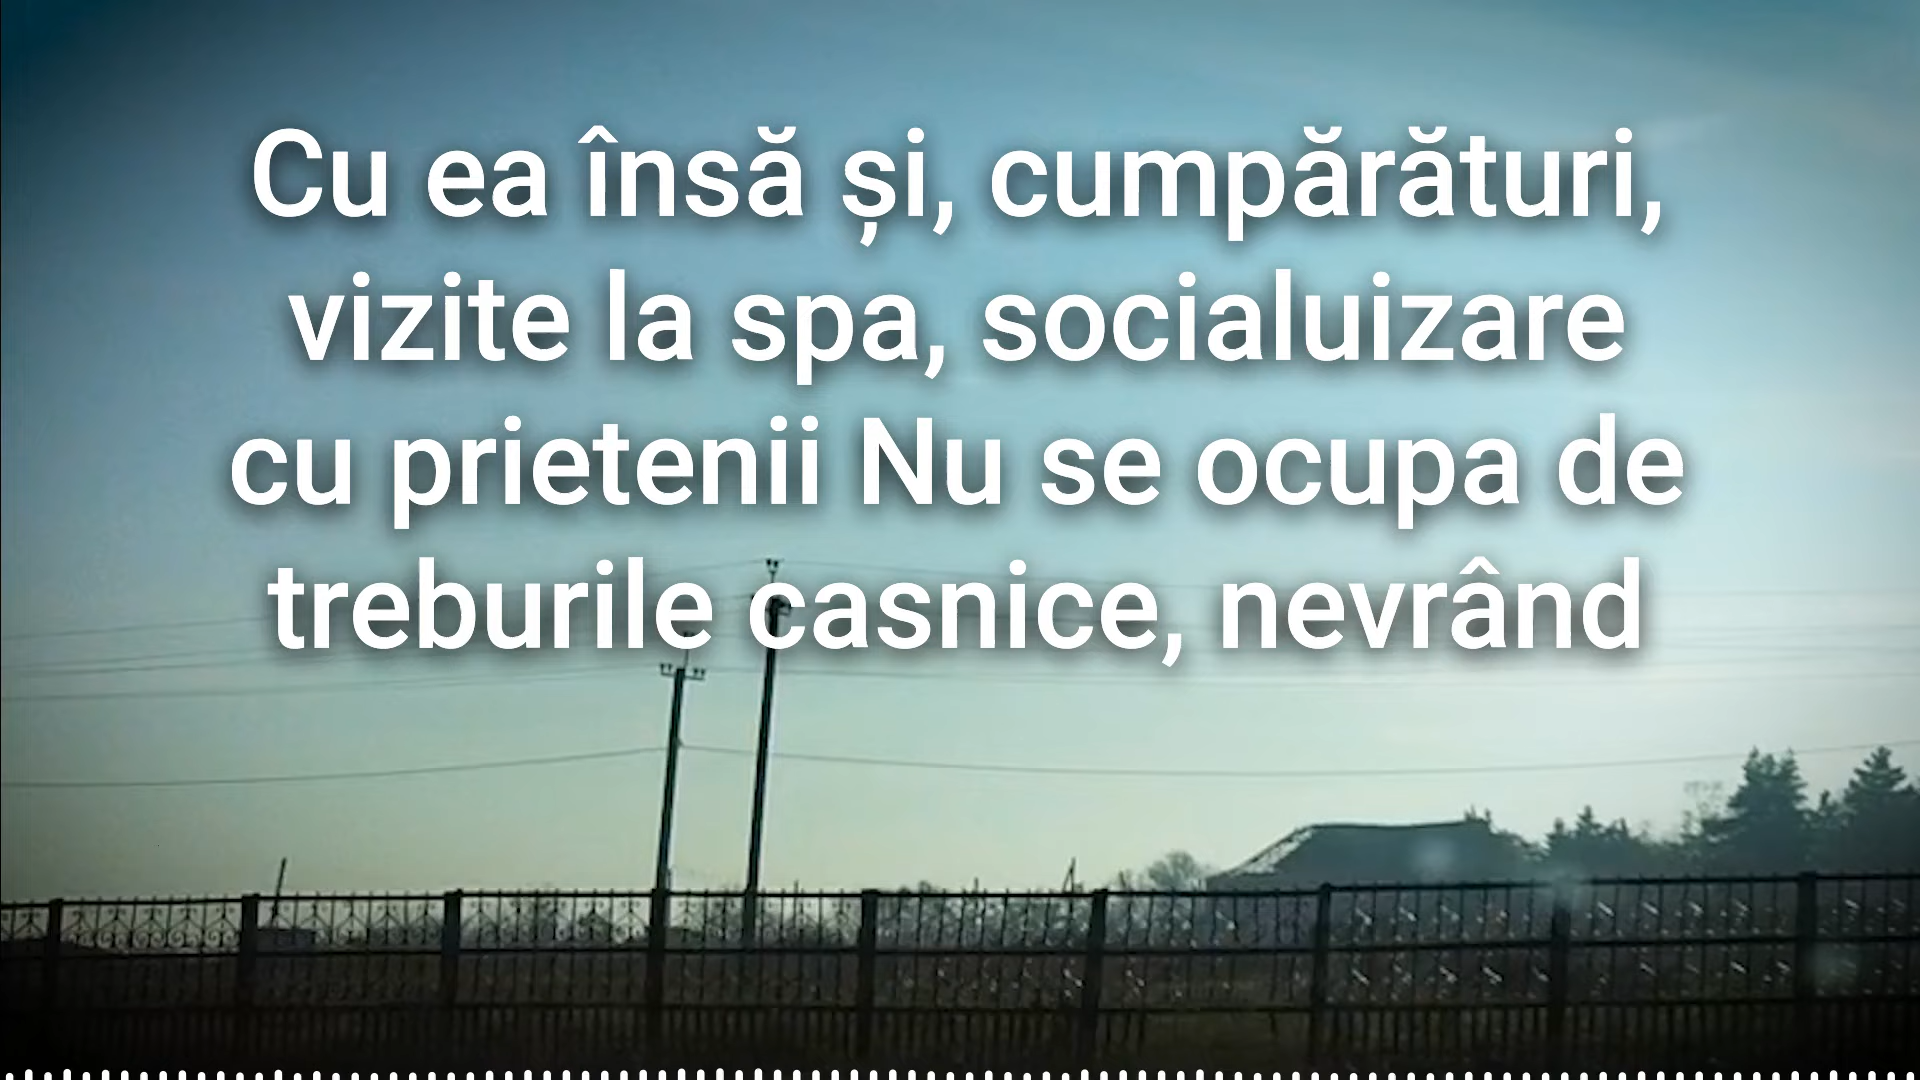 Cu ea însă și, cumpărături,
vizite la spa, socialuizare
cu prietenii Nu se ocupa de
treburile casnice, nevrând